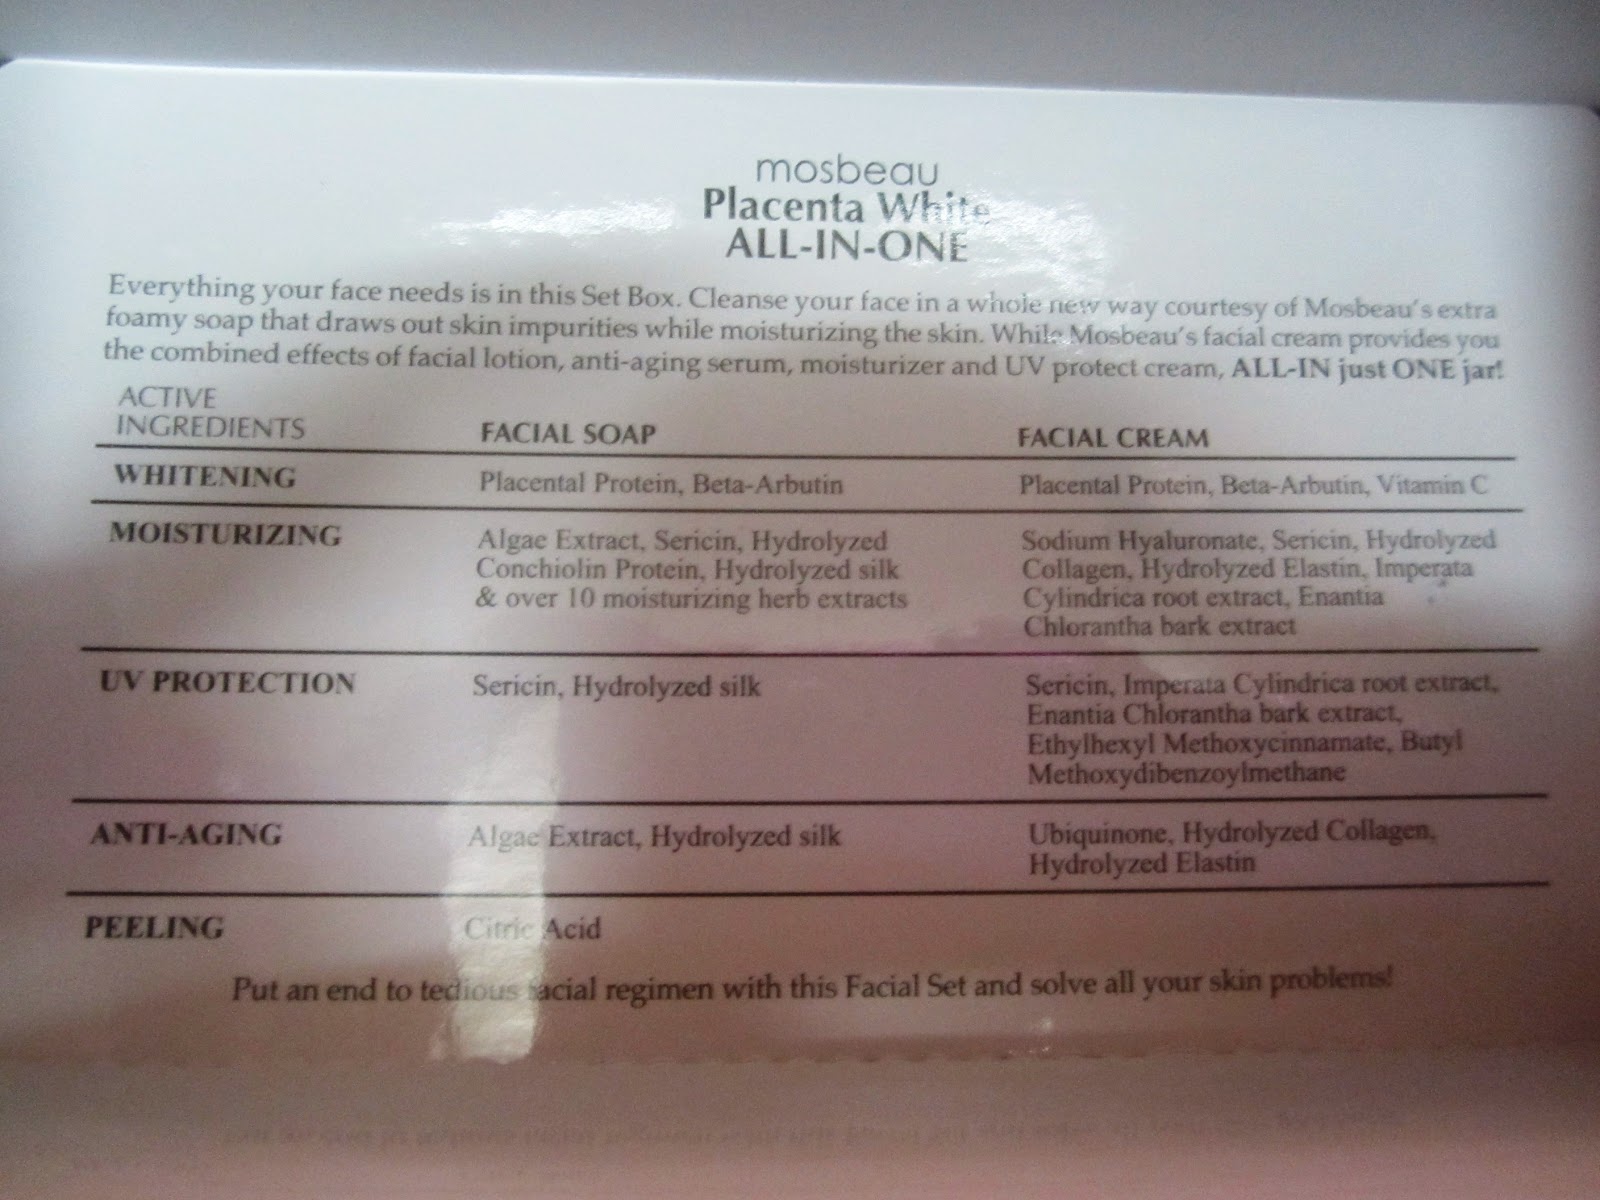 mosbeau
Placenta White
ALL-IN-ONE
Everything your face needs is in this Set Box. Cleanse your face in a whole new way courtesy of Mosbeau's extra
foamy soap that draws out skin impurities while moisturizing the skin. While Mosbeau's facial cream provides you
the combined effects of facial lotion, anti-aging serum, moisturizer and UV protect cream, ALL-IN just ONE jar!
ACTIVE
INGREDIENTS FACIAL SOAP FACIAL CREAM
WHITENING Placental Protein, Beta-Arbutin Placental Protein, Beta-Arbutin, Vitamin C
MOISTURIZING Algae Extract, Sericin, Hydrolyzed Sodium Hyaluronate, Sericin, Hydrolyzed
Conchiolin Protein, Hydrolyzed silk Collagen, Hydrolyzed Elastin, Imperata
& over 10 moisturizing herb extracts Cylindrica root extract, Enantia
Chlorantha bark extract
UV PROTECTION Sericin, Hydrolyzed silk Sericin, Imperata Cylindrica root extract,
Enantia Chlorantha bark extract,
Ethylhexyl Methoxycinnamate, Butyl
Methoxydibenzoylmethane
ANTI-AGING Algae Extract, Hydrolyzed silk Ubiquinone, Hydrolyzed Collagen,
Hydrolyzed Elastin
PEELING Citric Acid
Put an end to tedious facial regimen with this Facial Set and solve all your skin problems!